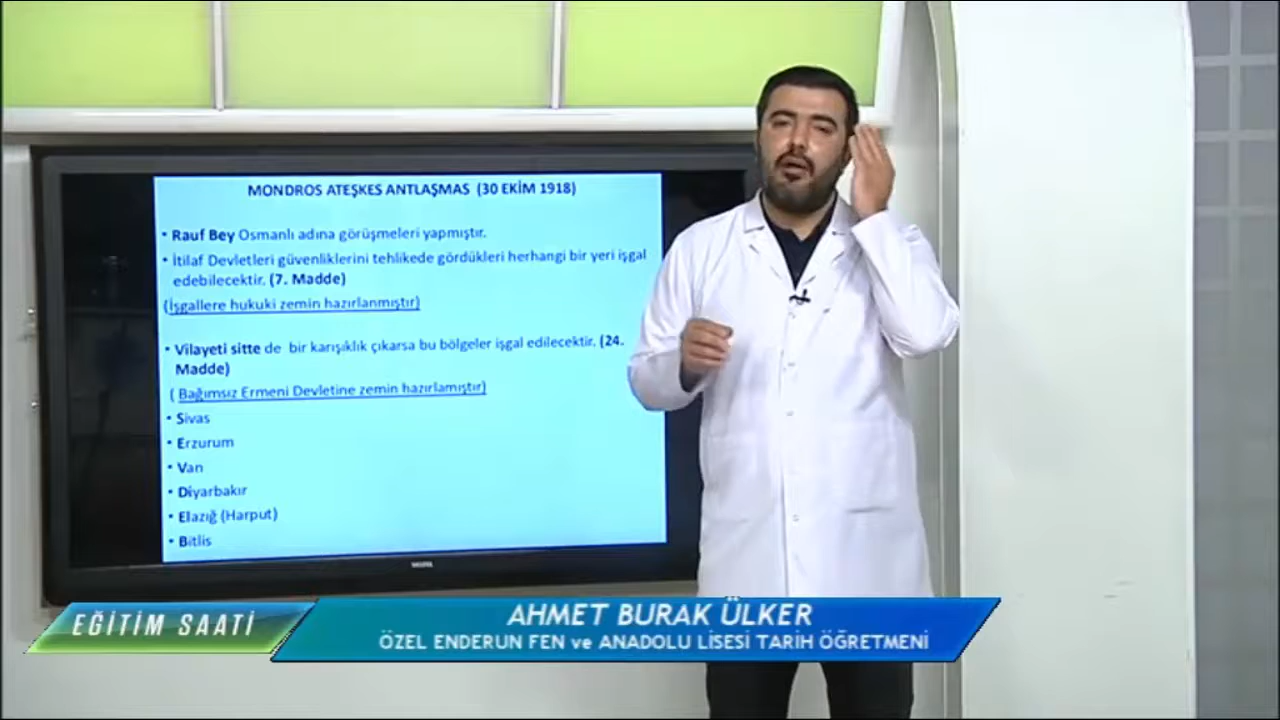 MONDROS ATEŞKES ANTLAŞMAS (30 EKİM 1918)
• Rauf Bey Osmanlı adına görüşmeleri yapmıştır.
• İtilaf Devletleri güvenliklerini tehlikede gördükleri herhangi bir yeri işgal
edebilecektir. (7. Madde)
(İşgallere hukuki zemin hazırlanmıştır)
• Vilayeti sitte de bir karışıklık çıkarsa bu bölgeler işgal edilecektir. (24.
Madde)
( Bağımsız Ermeni Devletine zemin hazırlamıştır)
• Sivas
• Erzurum
• Van
• Diyarbakır
• Elazığ (Harput)
• Bitlis
EĞİTİM SAATİ
AHMET BURAK ÜLKER
ÖZEL ENDERUN FEN ve ANADOLU LİSESİ TARİH ÖĞRETMENİ